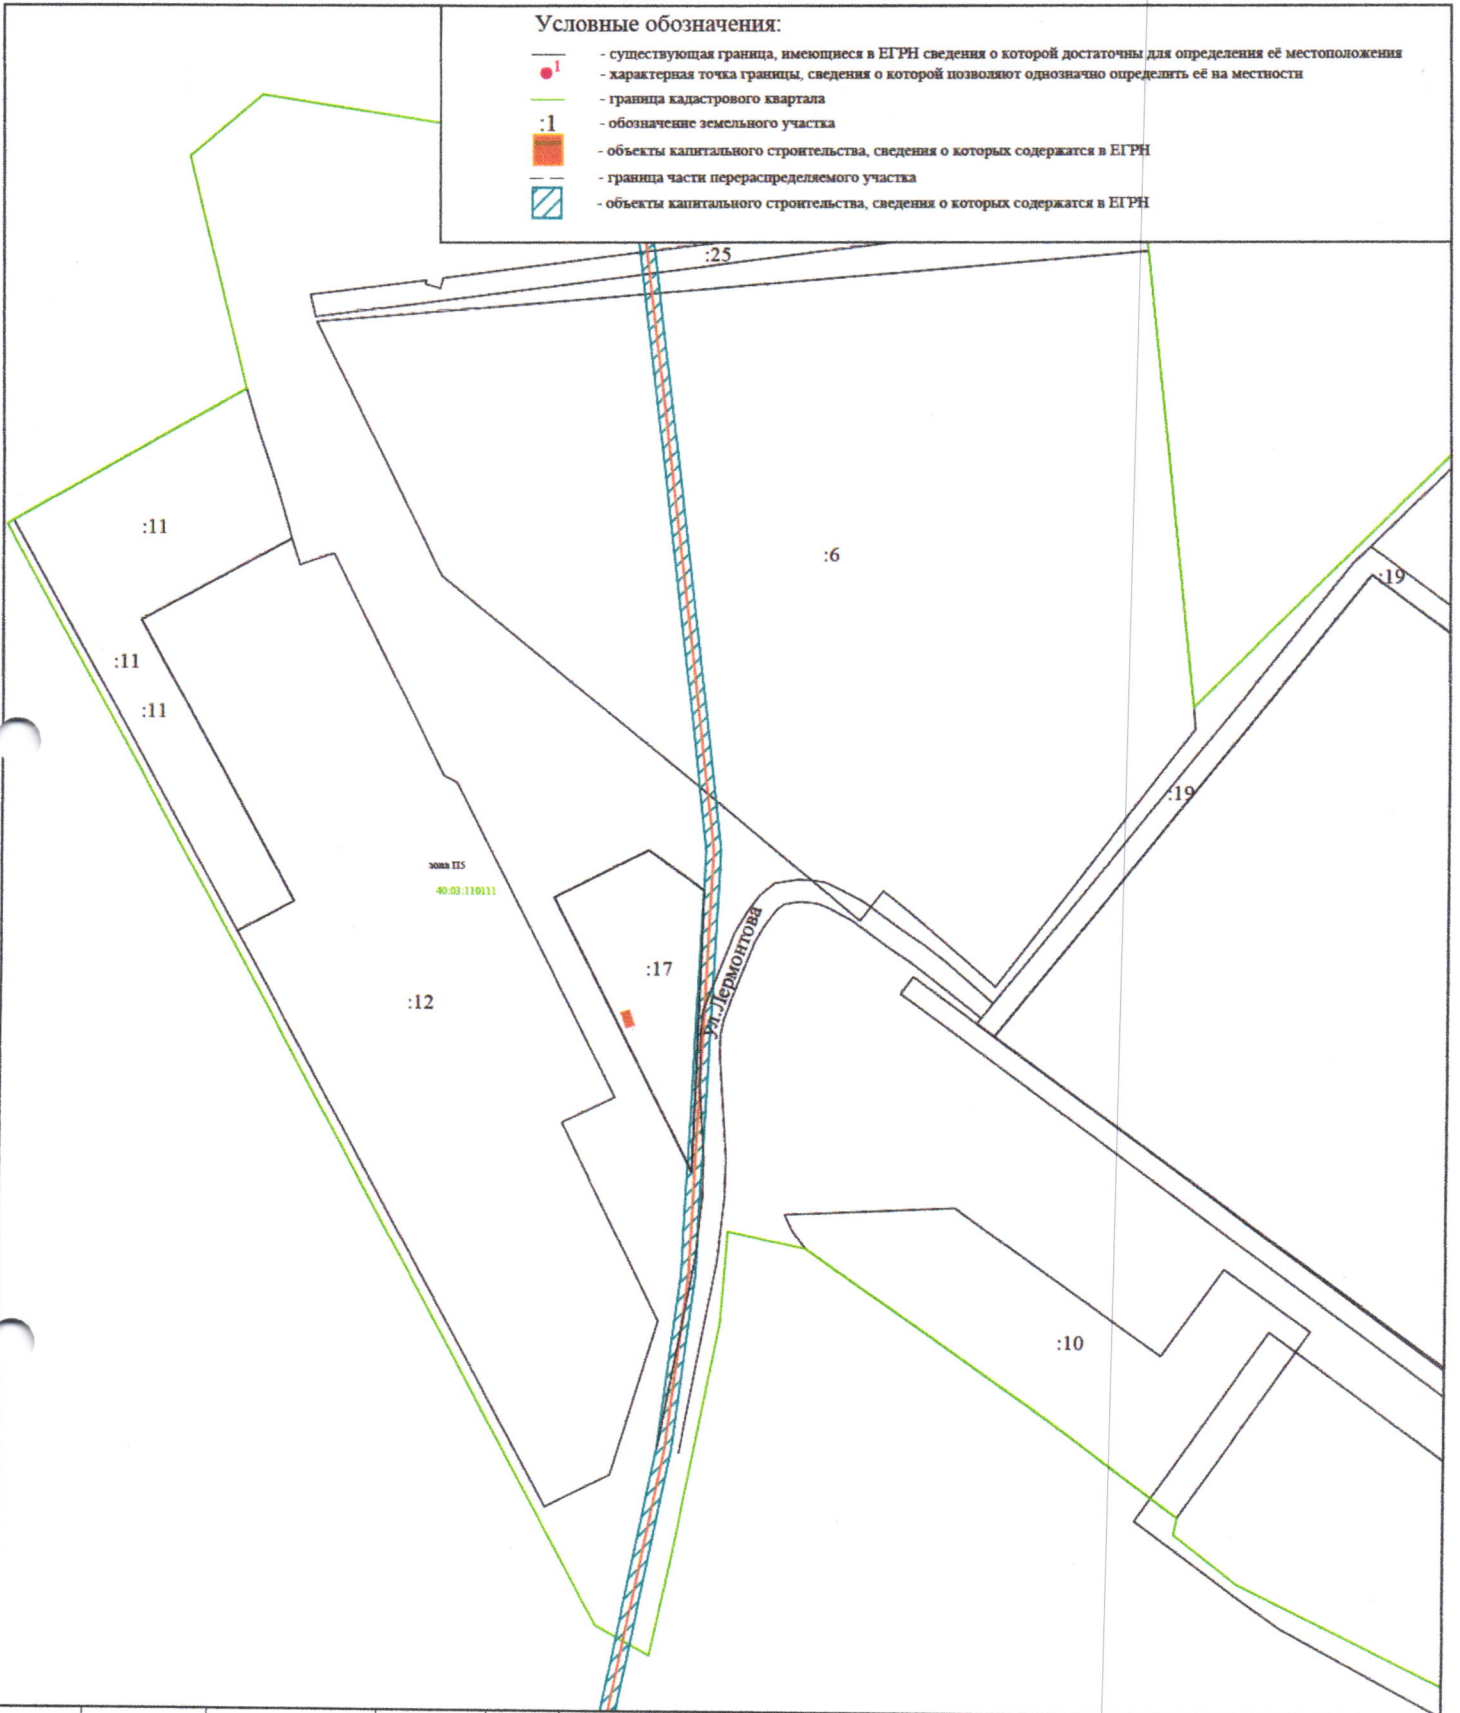 Условные обозначения:
- существующая граница, имеющиеся в ЕГРН сведения о которой достаточны для определения её местоположения
1 - характерная точка границы, сведения о которой позволяют однозначно определить её на местности
- граница кадастрового квартала
:1 - обозначение земельного участка
- объекты капитального строительства, сведения о которых содержатся в ЕГРН
- граница части перераспределяемого участка
- объекты капитального строительства, сведения о которых содержатся в ЕГРН
:25
:11
:6
:19
:11
:11
:19
зона П5
40:03:110111
ул.Лермонтова
:17
:12
:10